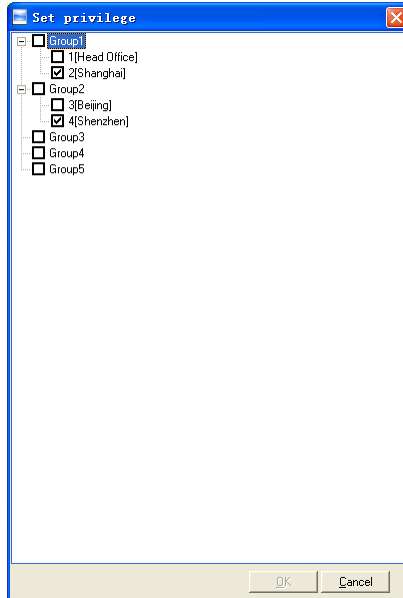 Set privilege
Group1
1[Head Office]
2[Shanghai]
Group2
3[Beijing]
4[Shenzhen]
Group3
Group4
Group5
OK
Cancel